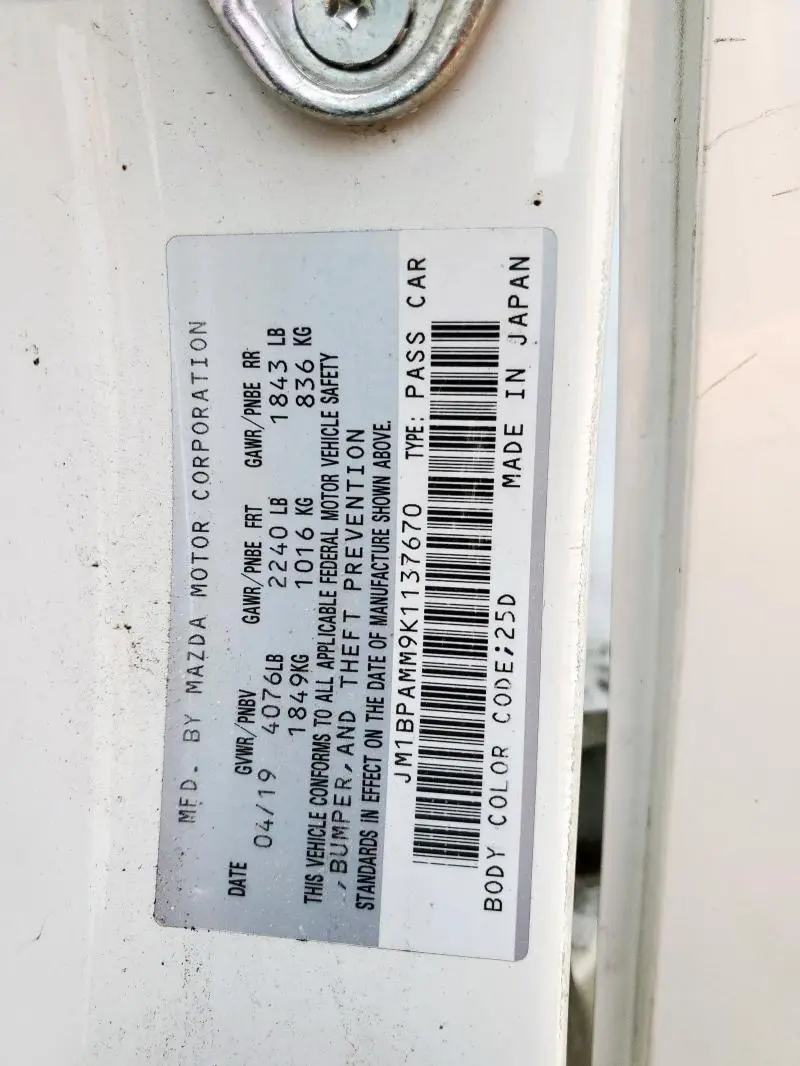 MFD. BY MAZDA MOTOR CORPORATION
DATE GVWR/PNBV GAWR/PNBE FRT GAWR/PNBE RR
04/19 4076LB 2240 LB 1843 LB
1849KG 1016 KG 836 KG
THIS VEHICLE CONFORMS TO ALL APPLICABLE FEDERAL MOTOR VEHICLE SAFETY
,BUMPER,AND THEFT PREVENTION
STANDARDS IN EFFECT ON THE DATE OF MANUFACTURE SHOWN ABOVE.
JM1BPAMM9K1137670 TYPE: PASS CAR
BODY COLOR CODE;25D MADE IN JAPAN